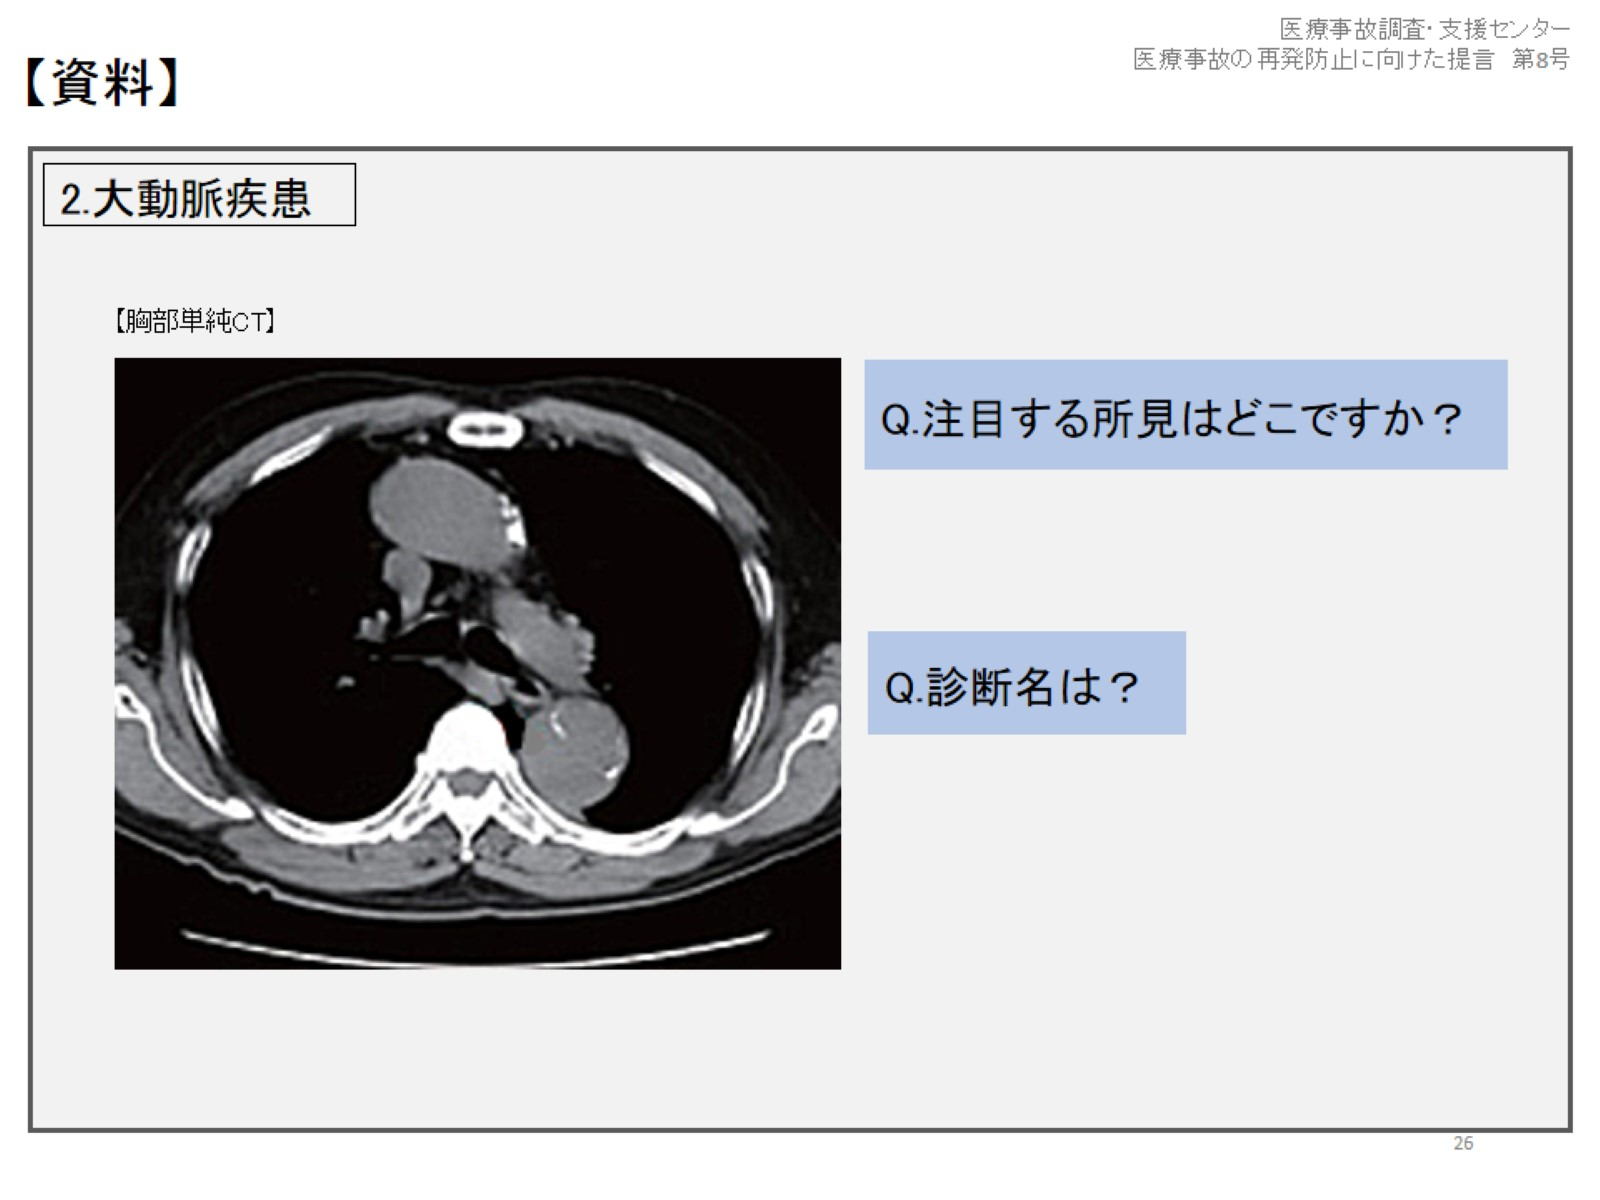 医療事故調査・支援センター
医療事故の再発防止に向けた提言 第8号
【資料】
2.大動脈疾患
【胸部単純CT】
Q.注目する所見はどこですか？
Q.診断名は？
26